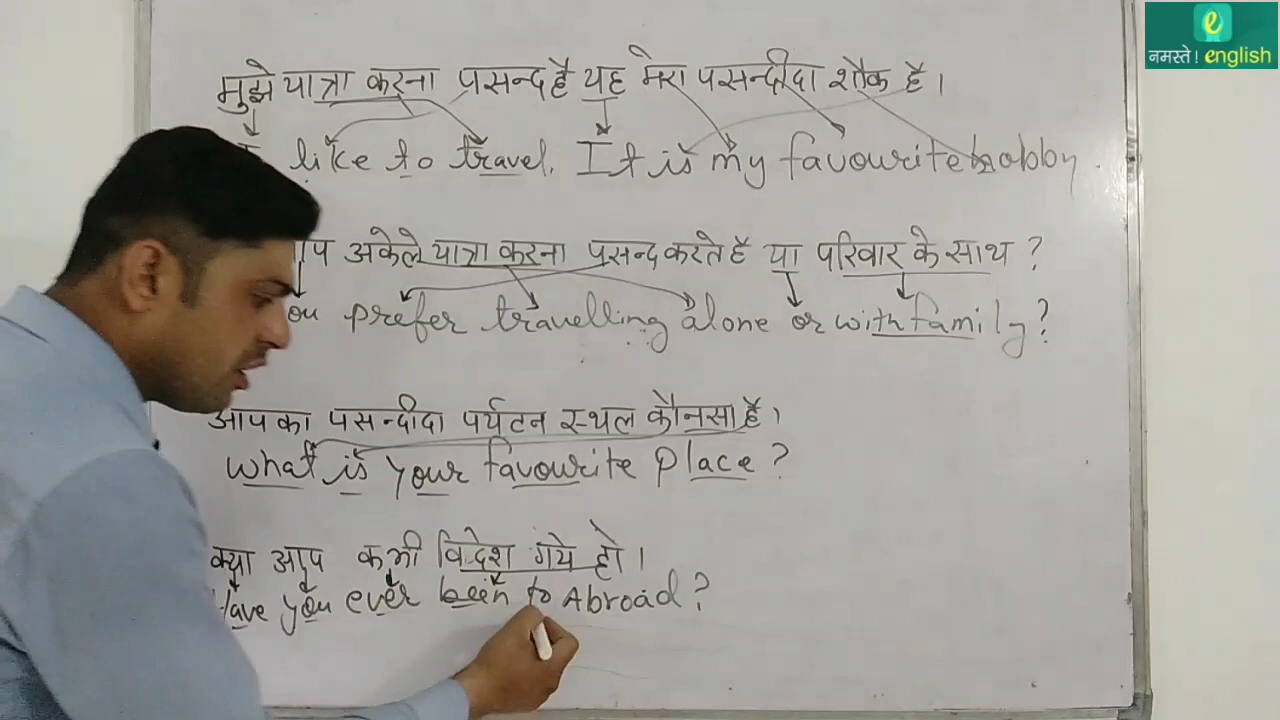 e
नमस्ते! english
मुझे यात्रा करना प्रसन्द है यह मेरा पसन्दीदा शौक है।
like to travel. It is my favourite hobby.
अकेले यात्रा करना प्रसन्द करते है या परिवार के साथ ?
prefer travelling alone or with family?
आपका पसन्दीदा पर्यटन स्थल कौनसा है।
What is your favourite place ?
क्या आप कभी विदेश गये हो।
Have you ever been to Abroad?